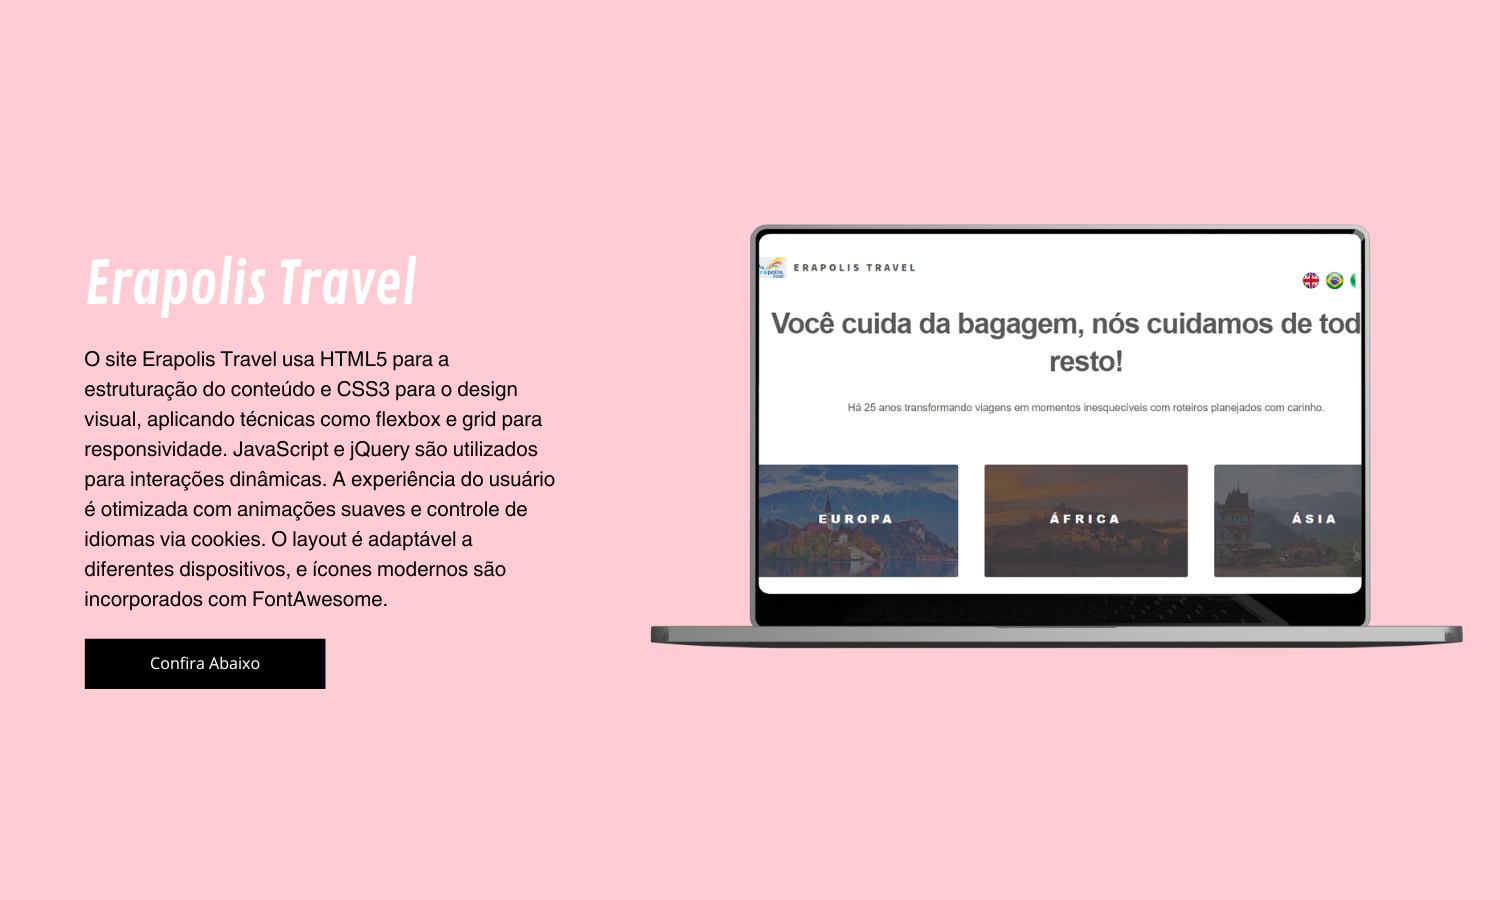 Erapolis Travel
O site Erapolis Travel usa HTML5 para a
estruturação do conteúdo e CSS3 para o design
visual, aplicando técnicas como flexbox e grid para
responsividade. JavaScript e jQuery são utilizados
para interações dinâmicas. A experiência do usuário
é otimizada com animações suaves e controle de
idiomas via cookies. O layout é adaptável a
diferentes dispositivos, e ícones modernos são
incorporados com FontAwesome.
Confira Abaixo
ERAPOLIS TRAVEL
Você cuida da bagagem, nós cuidamos de tod
resto!
Há 25 anos transformando viagens em momentos inesquecíveis com roteiros planejados com carinho.
EUROPA
ÁFRICA
ÁSIA